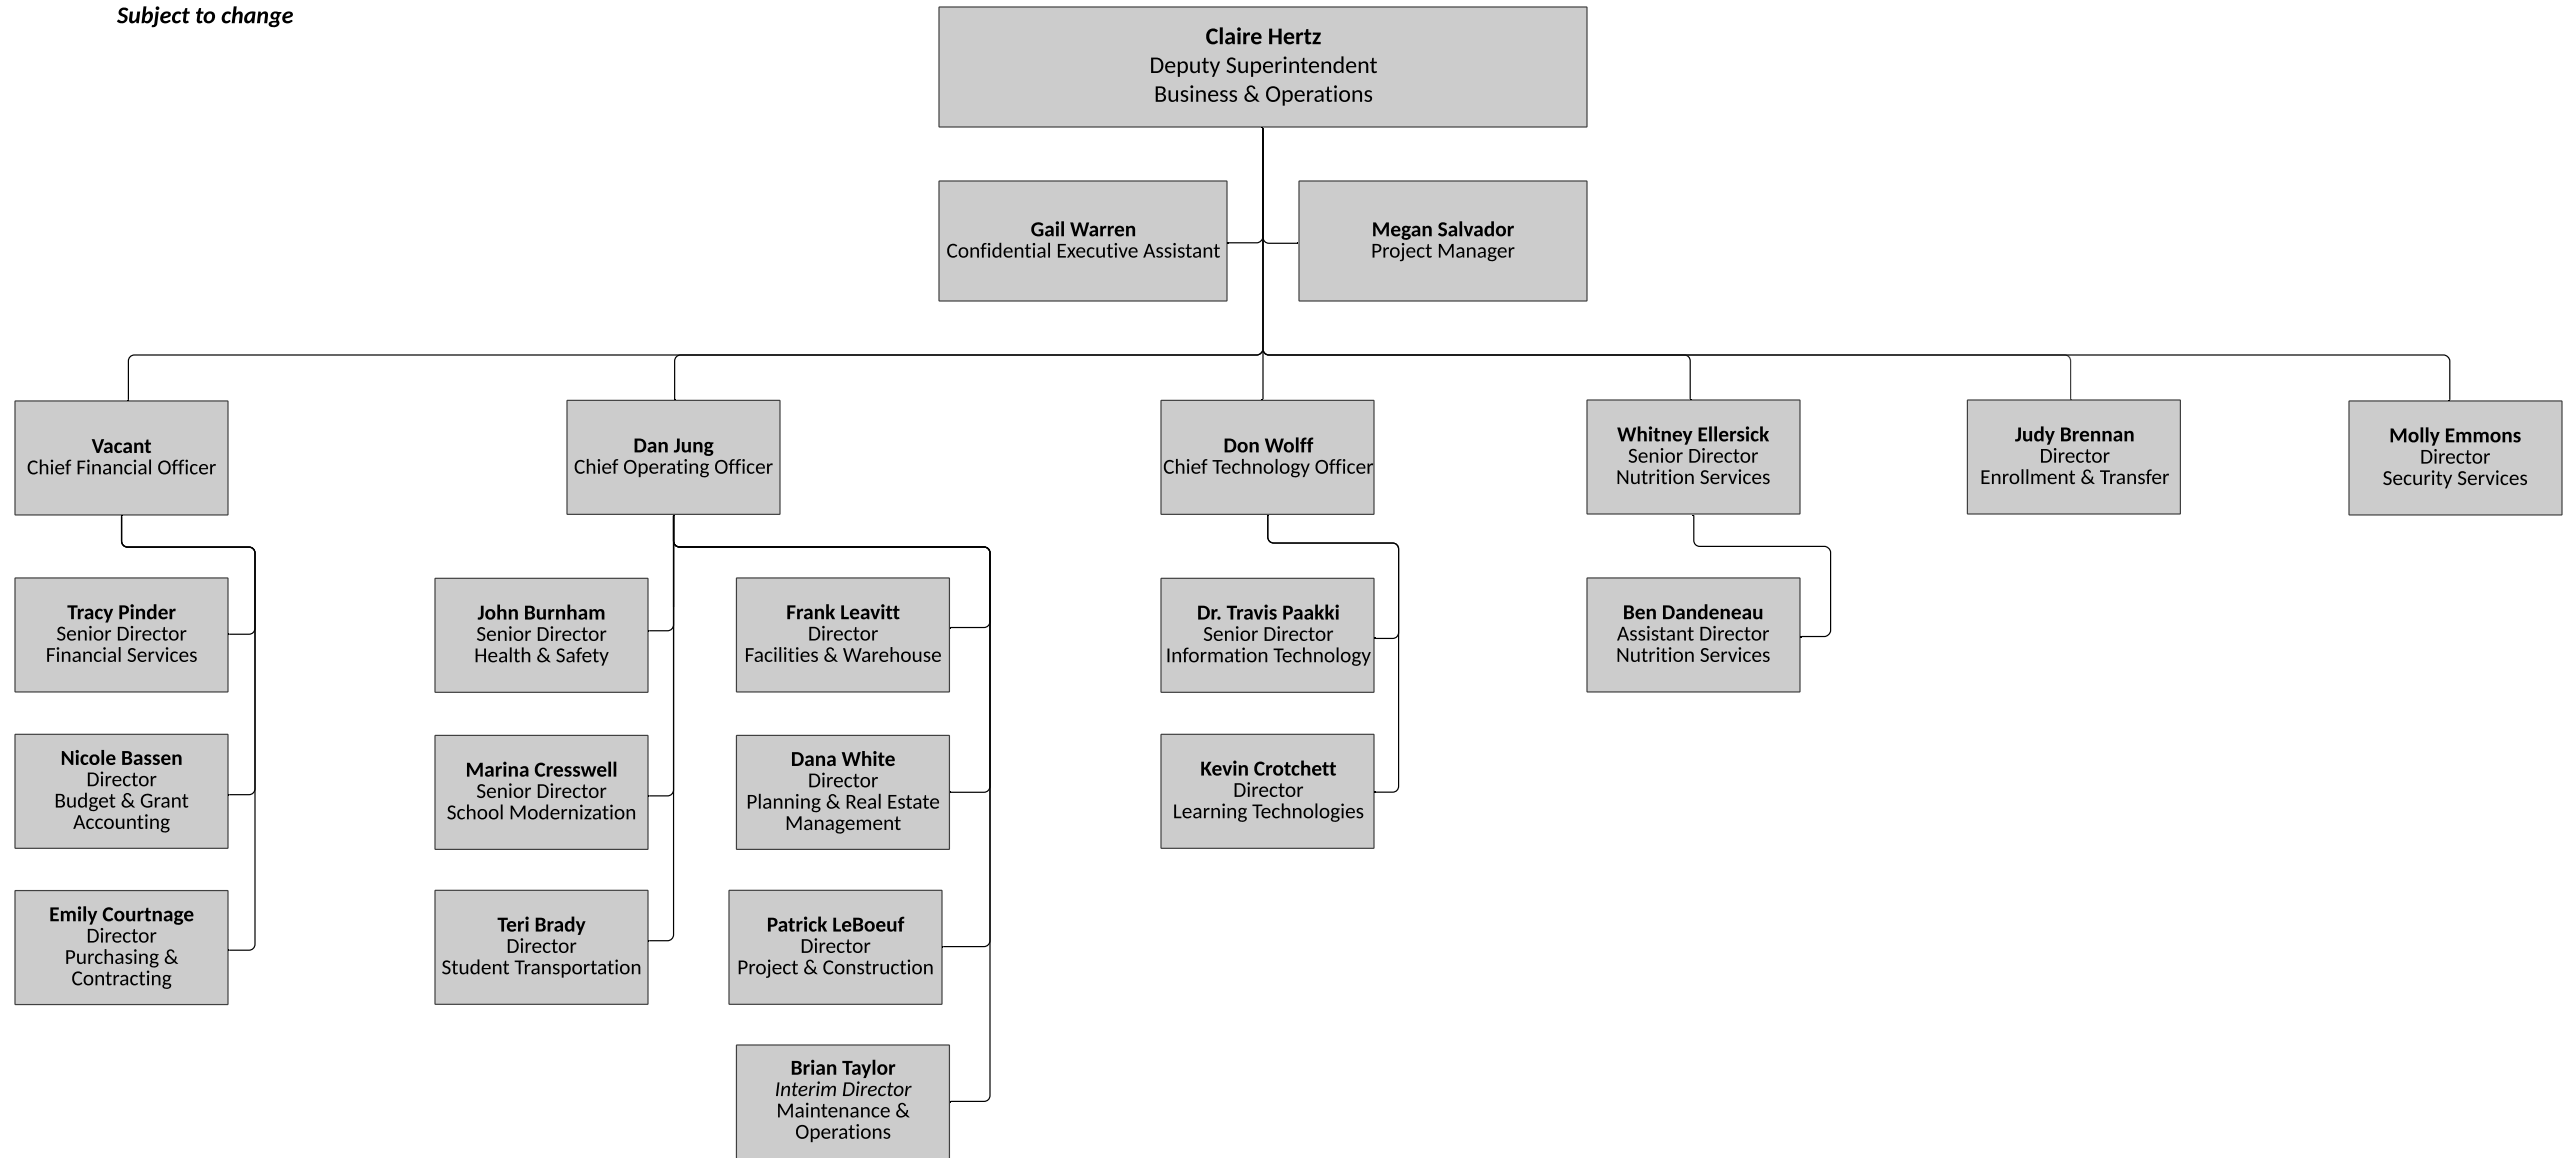 Subject to change
Claire Hertz
Deputy Superintendent
Business & Operations
Gail Warren
Confidential Executive Assistant
Megan Salvador
Project Manager
Vacant
Chief Financial Officer
Dan Jung
Chief Operating Officer
Don Wolff
Chief Technology Officer
Whitney Ellersick
Senior Director
Nutrition Services
Judy Brennan
Director
Enrollment & Transfer
Molly Emmons
Director
Security Services
Tracy Pinder
Senior Director
Financial Services
John Burnham
Senior Director
Health & Safety
Frank Leavitt
Director
Facilities & Warehouse
Dr. Travis Paakki
Senior Director
Information Technology
Ben Dandeneau
Assistant Director
Nutrition Services
Nicole Bassen
Director
Budget & Grant
Accounting
Marina Cresswell
Senior Director
School Modernization
Dana White
Director
Planning & Real Estate
Management
Kevin Crotchett
Director
Learning Technologies
Emily Courtnage
Director
Purchasing &
Contracting
Teri Brady
Director
Student Transportation
Patrick LeBoeuf
Director
Project & Construction
Brian Taylor
Interim Director
Maintenance &
Operations